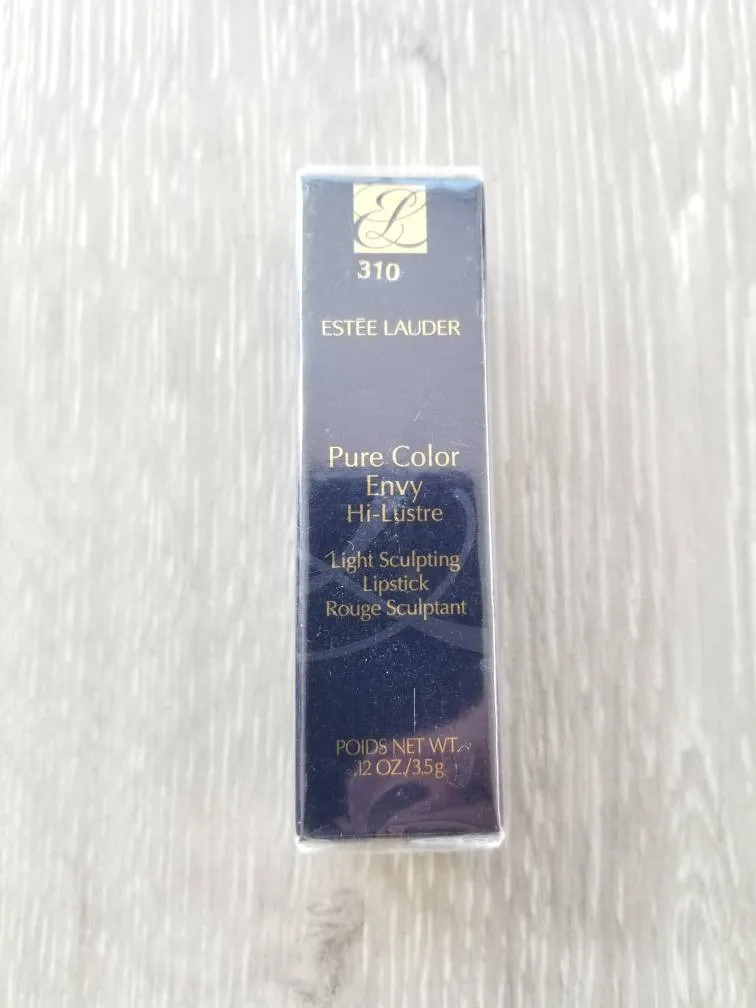 EL
310
ESTĒE LAUDER
Pure Color
Envy
Hi-Lustre
Light Sculpting
Lipstick
Rouge Sculptant
POIDS NET WT.
.12 OZ./3.5g